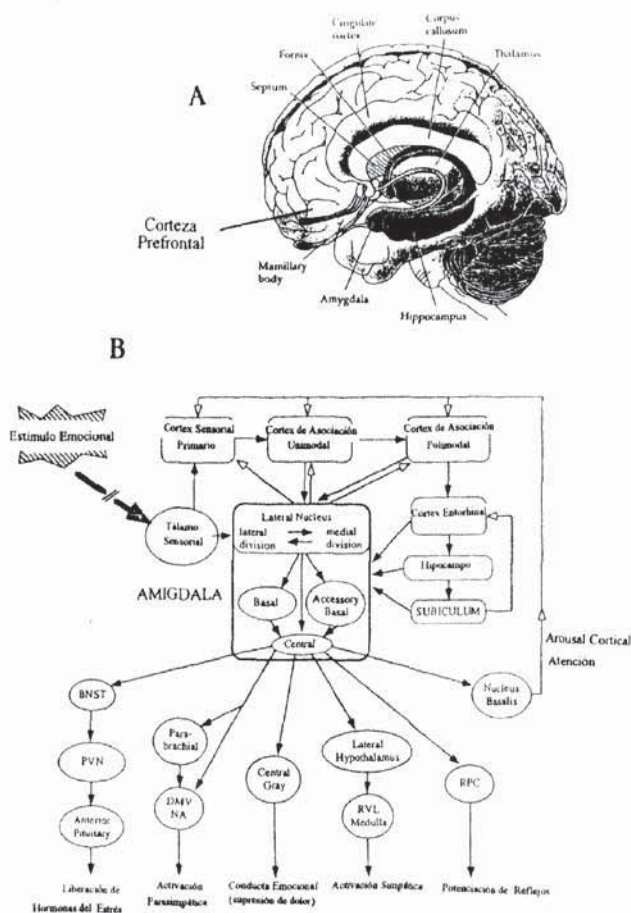 Cingulate
cortex
Corpus
callosum
Fornix
Thalamus
Septum
A
Corteza
Prefrontal
Mamillary
body
Amygdala
Hippocampus
B
Estímulo Emocional
Cortex Sensorial
Primario
Cortex de Asociación
Unimodal
Cortex de Asociación
Polimodal
Tálamo
Sensorial
Lateral Nucleus
lateral
division
medial
division
Cortex Entorhinal
Hipocampo
SUBICULUM
AMIGDALA
Basal
Accessory
Basal
Central
Arousal Cortical
Atención
BNST
Nucleus
Basalis
Para-
brachial
Lateral
Hypothalamus
PVN
Central
Gray
RPC
DMV
NA
RVL
Medulla
Anterior
Pituitary
Liberación de
Hormonas del Estrés
Activación
Parasimpática
Conducta Emocional
(supresión de dolor)
Activación Simpática
Potenciación de Reflejos